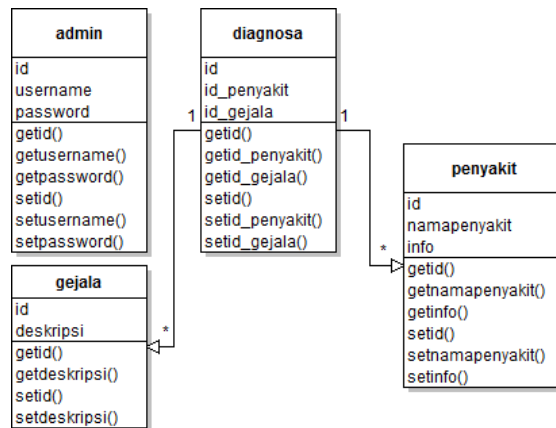 admin
id
username
password
getid()
getusername()
getpassword()
setid()
setusername()
setpassword()
diagnosa
id
id_penyakit
id_gejala
getid()
getid_penyakit()
getid_gejala()
setid()
setid_penyakit()
setid_gejala()
1
1
penyakit
id
namapenyakit
info
getid()
getnamapenyakit()
getinfo()
setid()
setnamapenyakit()
setinfo()
*
gejala
id
deskripsi
getid()
getdeskripsi()
setid()
setdeskripsi()
*